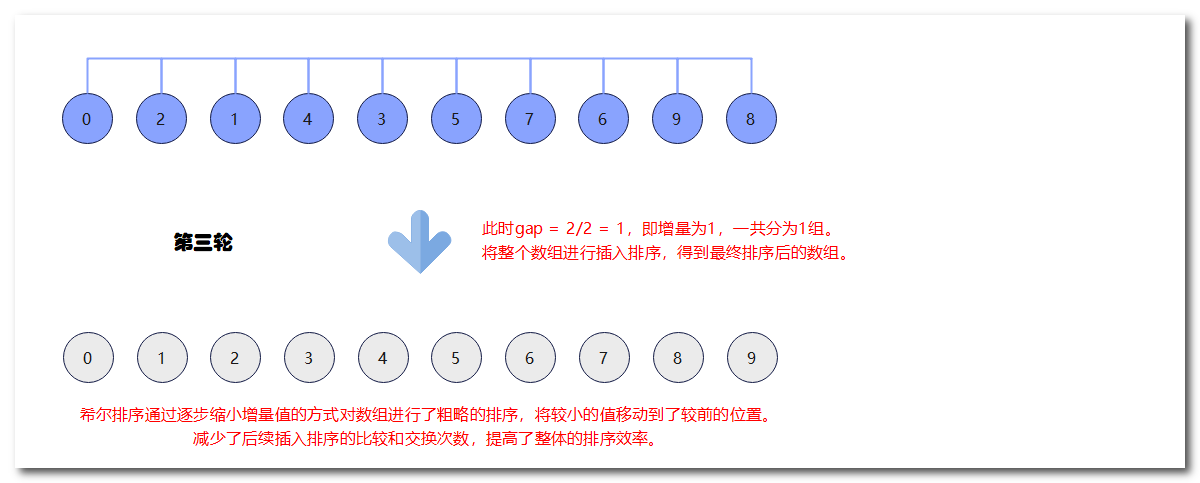 0 2 1 4 3 5 7 6 9 8
第三轮
此时gap = 2/2 = 1，即增量为1，一共分为1组。
将整个数组进行插入排序，得到最终排序后的数组。
0 1 2 3 4 5 6 7 8 9
希尔排序通过逐步缩小增量值的方式对数组进行了粗略的排序，将较小的值移动到了较前的位置。
减少了后续插入排序的比较和交换次数，提高了整体的排序效率。